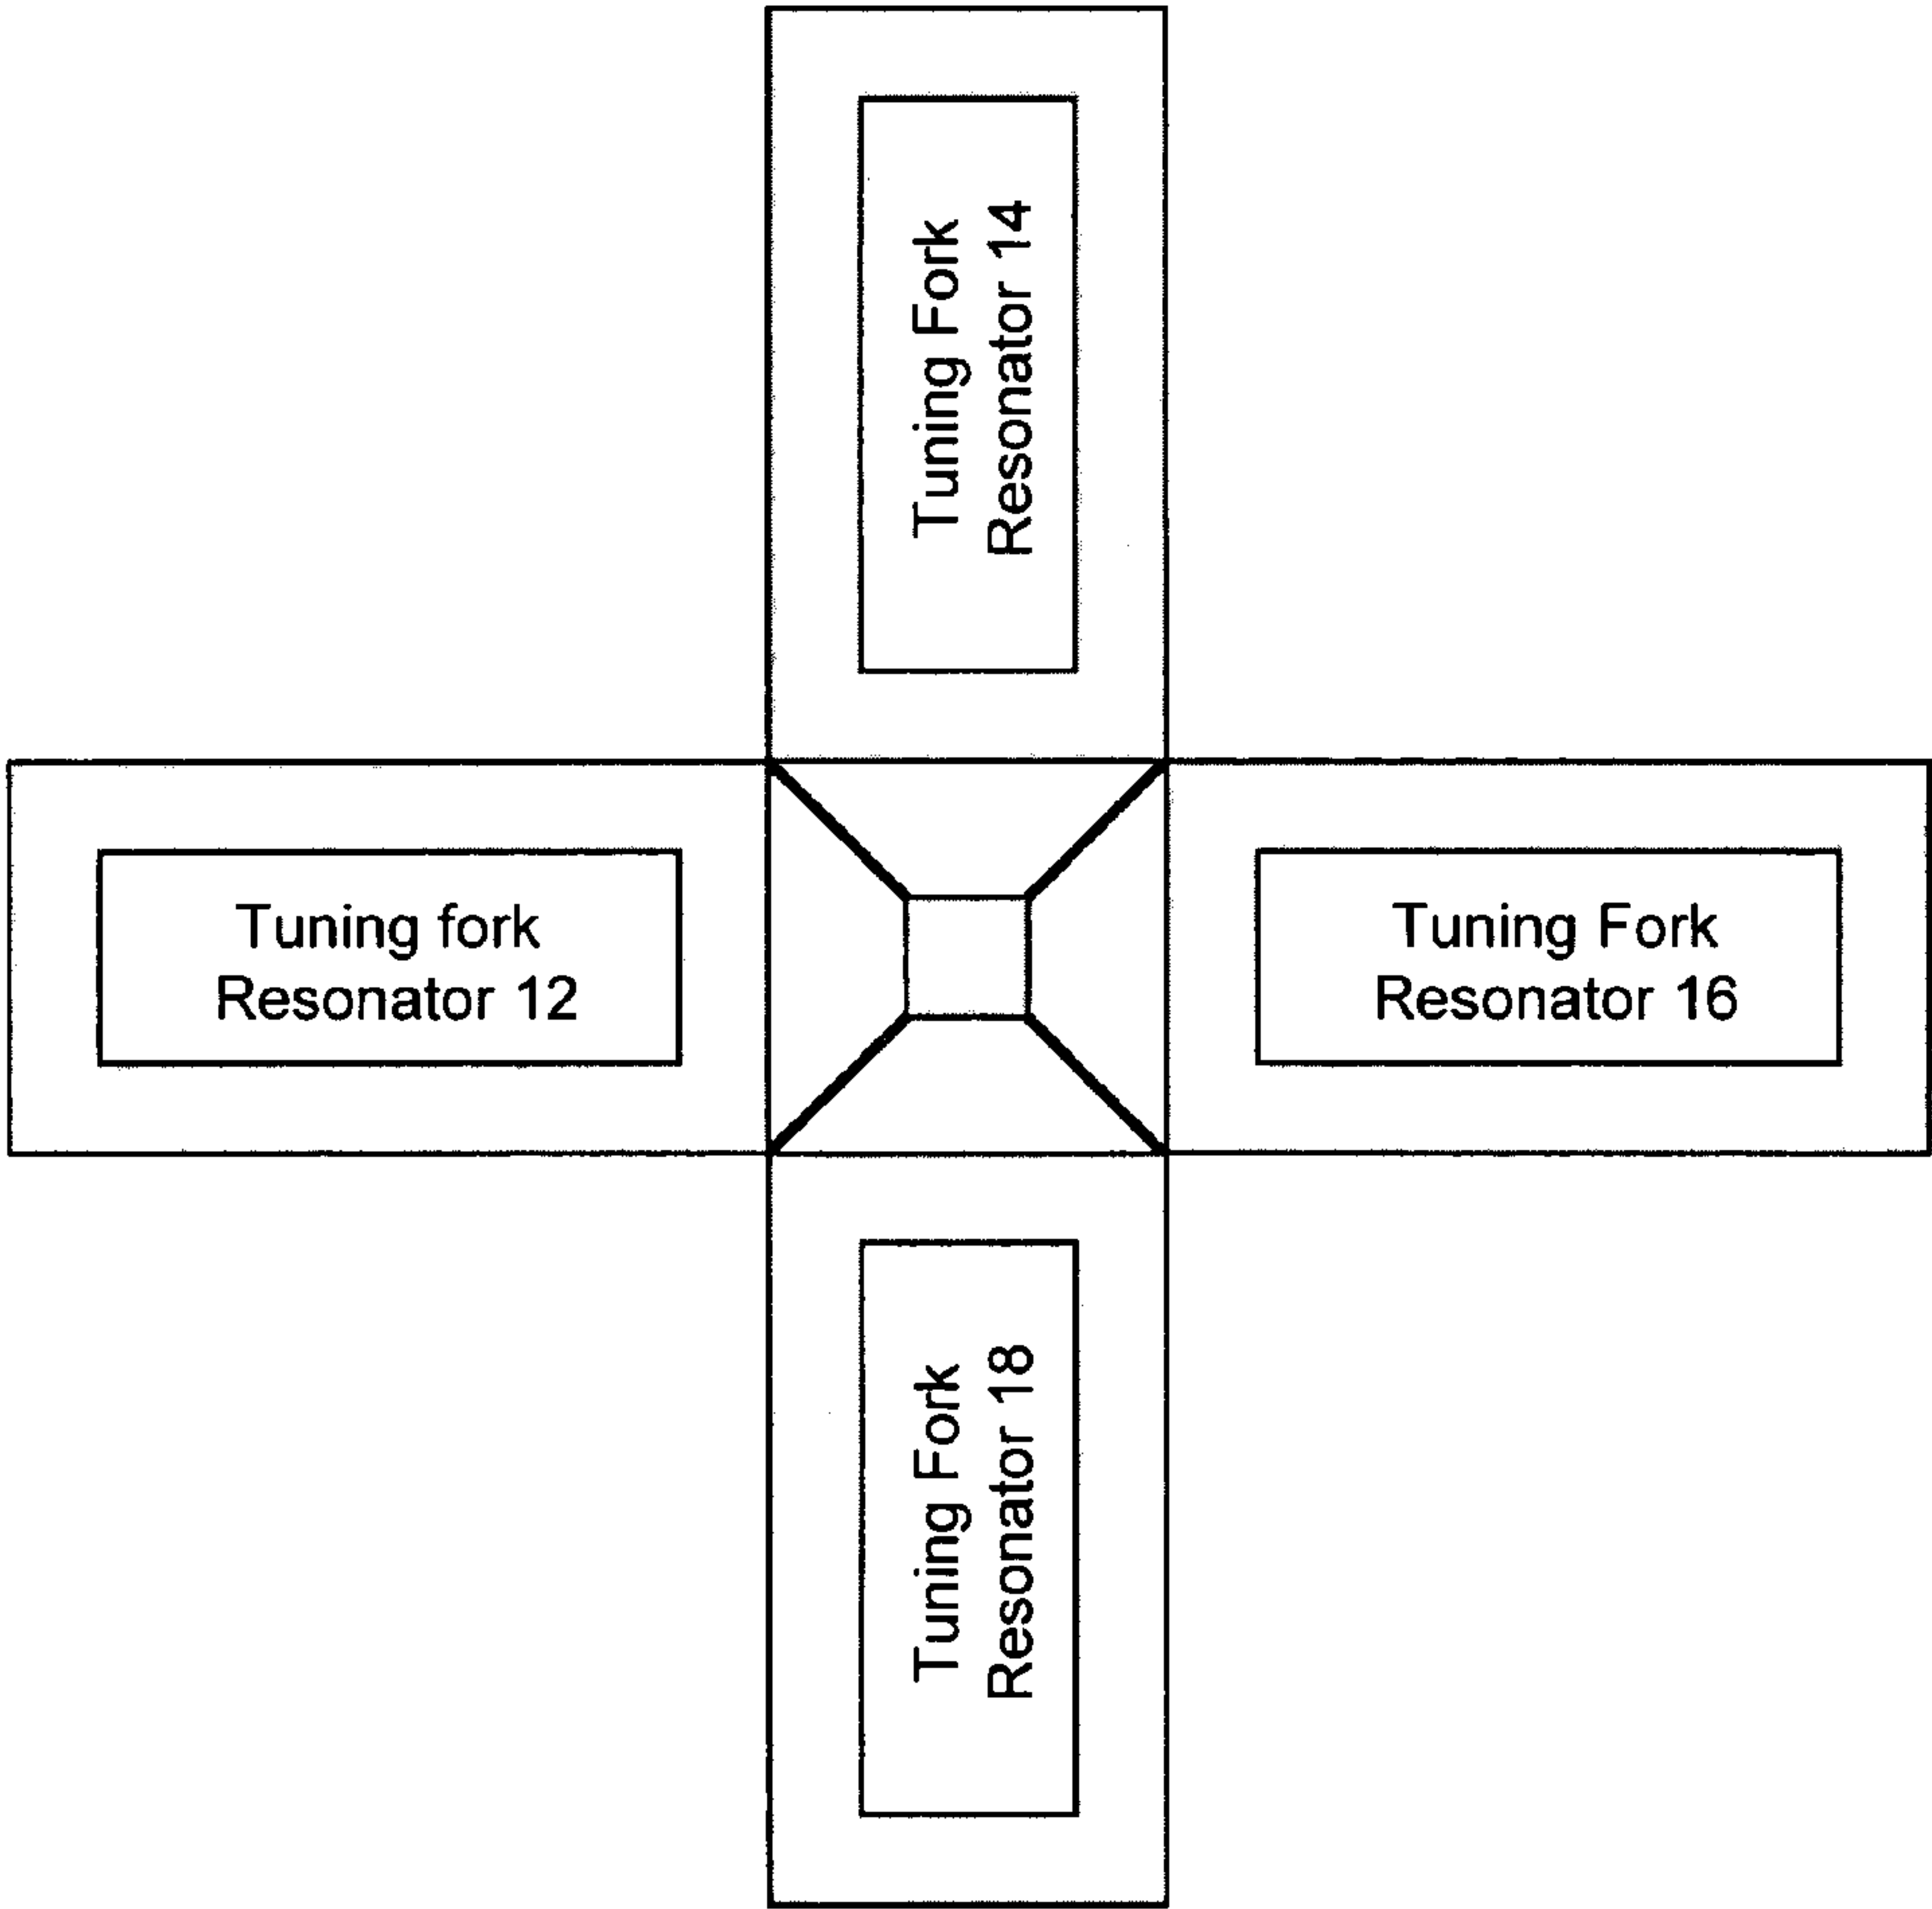 Tuning Fork
Resonator 14
Tuning fork
Resonator 12
Tuning Fork
Resonator 16
Tuning Fork
Resonator 18